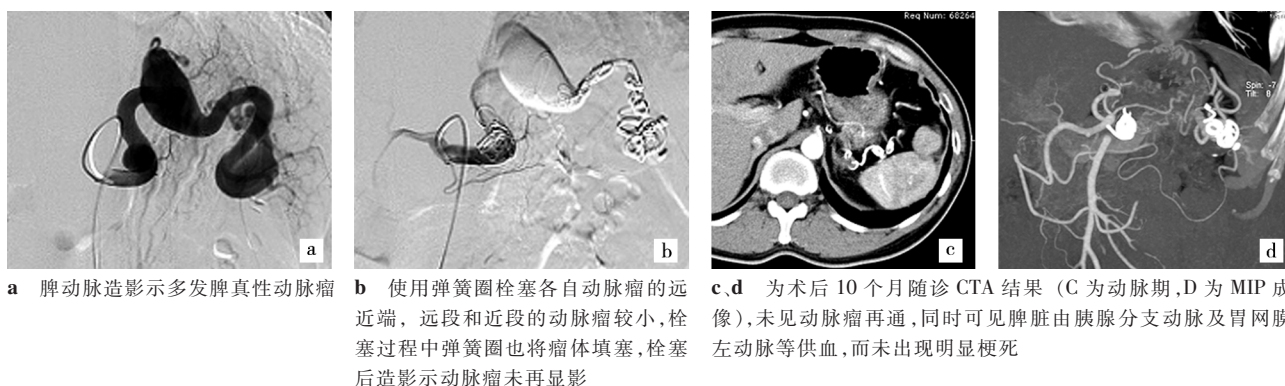 Req Num: 68264
Spin: -7
Tilt: 8
a
b
c
d
a 脾动脉造影示多发脾真性动脉瘤
b 使用弹簧圈栓塞各自动脉瘤的远
近端，远段和近段的动脉瘤较小，栓
塞过程中弹簧圈也将瘤体填塞，栓塞
后造影示动脉瘤未再显影
c、d 为术后 10 个月随诊 CTA 结果（C 为动脉期，D 为 MIP 成
像），未见动脉瘤再通，同时可见脾脏由胰腺分支动脉及胃网膜
左动脉等供血，而未出现明显梗死